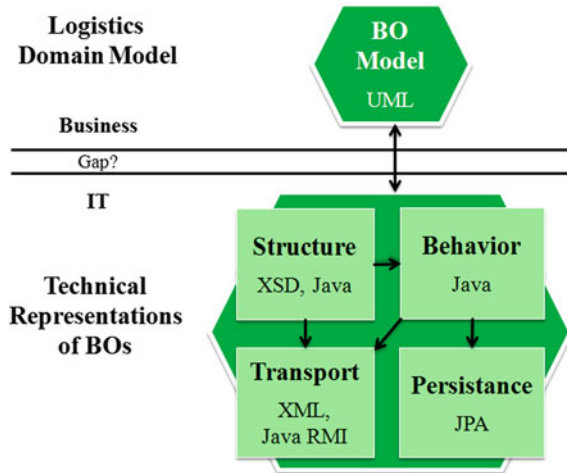 Logistics
Domain Model
BO
Model
UML
Business
Gap?
IT
Structure
XSD, Java
Behavior
Java
Technical
Representations
of BOs
Transport
XML,
Java RMI
Persistance
JPA